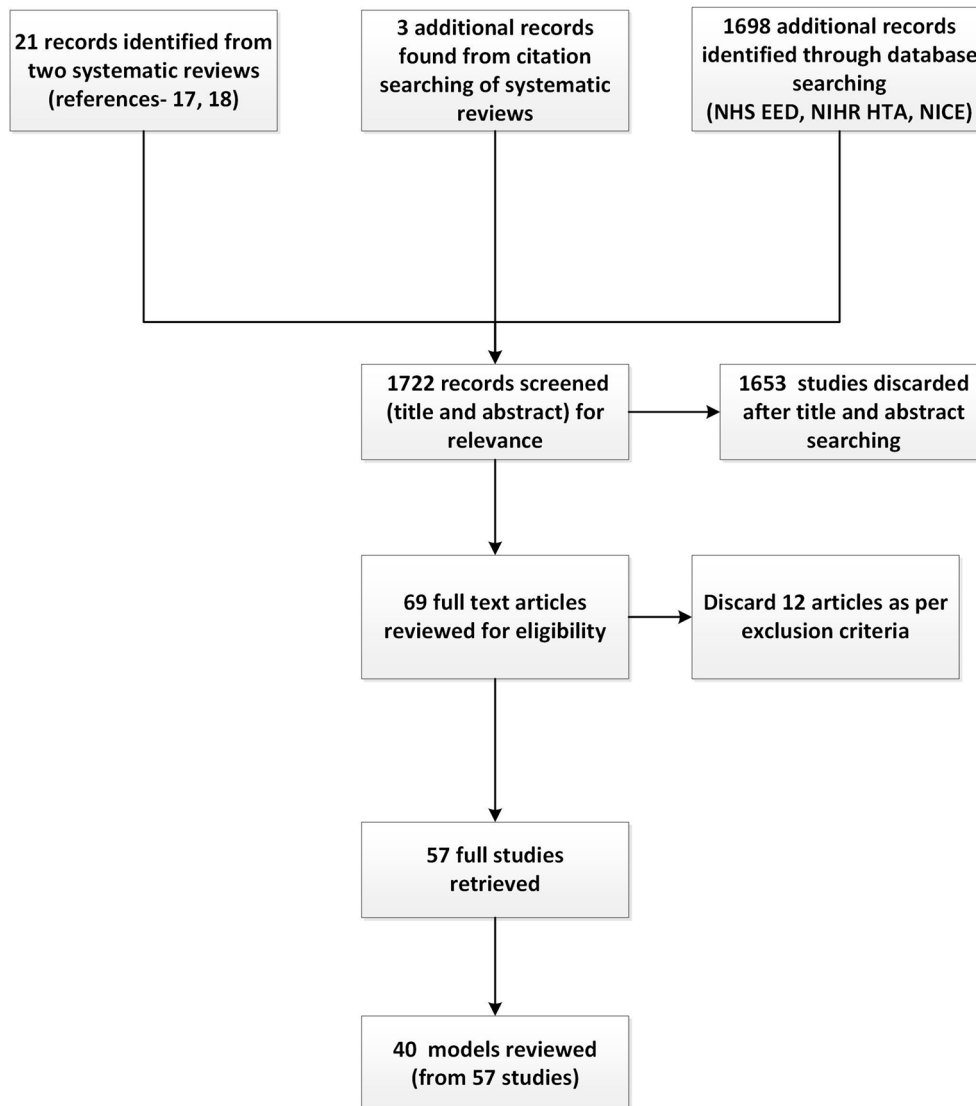 21 records identified from
two systematic reviews
(references- 17, 18)
3 additional records
found from citation
searching of systematic
reviews
1698 additional records
identified through database
searching
(NHS EED, NIHR HTA, NICE)
1722 records screened
(title and abstract) for
relevance
1653  studies discarded
after title and abstract
searching
69 full text articles
reviewed for eligibility
Discard 12 articles as per
exclusion criteria
57 full studies
retrieved
40  models reviewed
(from 57 studies)